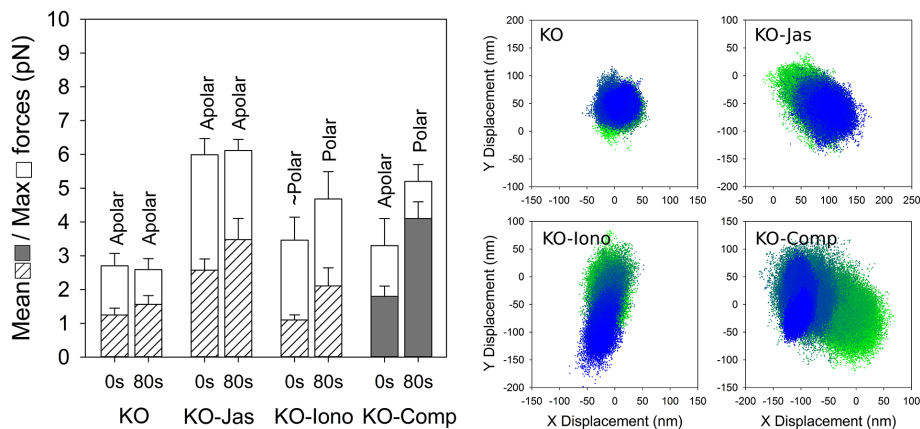 Mean / Max forces (pN)
10
9
8
7
6
5
4
3
2
1
0
Apolar
Apolar
Apolar
Apolar
~Polar
Polar
Apolar
Polar
0s 80s 0s 80s 0s 80s 0s 80s
KO KO-Jas KO-Iono KO-Comp
KO
Y Displacement (nm)
200
150
100
50
0
-50
-100
-150 -100 -50 0 50 100 150
KO-Jas
Y Displacement (nm)
100
50
0
-50
-100
-150
-200
-50 0 50 100 150 200 250
KO-Iono
Y Displacement (nm)
100
50
0
-50
-100
-150
-200
-150 -100 -50 0 50 100 150
X Displacement (nm)
KO-Comp
Y Displacement (nm)
150
100
50
0
-50
-100
-150
-200 -150 -100 -50 0 50 100
X Displacement (nm)